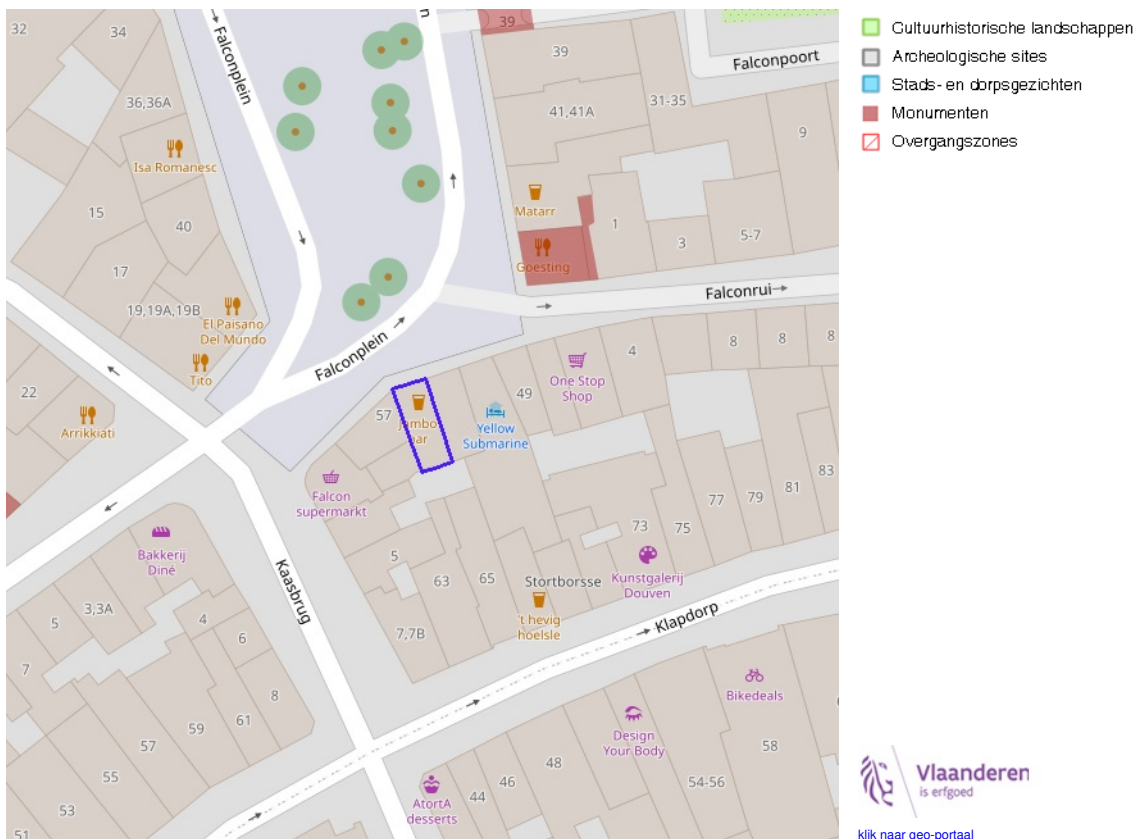 32
34
Falconplein
39
39
Falconpoort
36,36A
41,41A
31-35
9
Isa Romanesc
15
40
Matarr
1
3
5-7
17
Goesting
19,19A,19B
El Paisano
Del Mundo
Tito
Falconplein
Falconrui
22
Arrikkiati
57
49
One Stop
Shop
4
8
8
8
Yellow
Submarine
Falcon
supermarkt
83
81
79
77
75
73
Bakkerij
Diné
Kaasbrug
5
63
65
Stortborsse
Kunstgalerij
Douven
't hevig
hoelsle
Klapdorp
7,7B
3,3A
5
7
4
6
8
61
59
57
55
53
51
Bikedeals
Design
Your Body
58
54-56
48
46
44
AtortA
desserts
Cultuurhistorische landschappen
Archeologische sites
Stads- en dorpsgezichten
Monumenten
Overgangszones
Vlaanderen
is erfgoed
klik naar geo-portaal